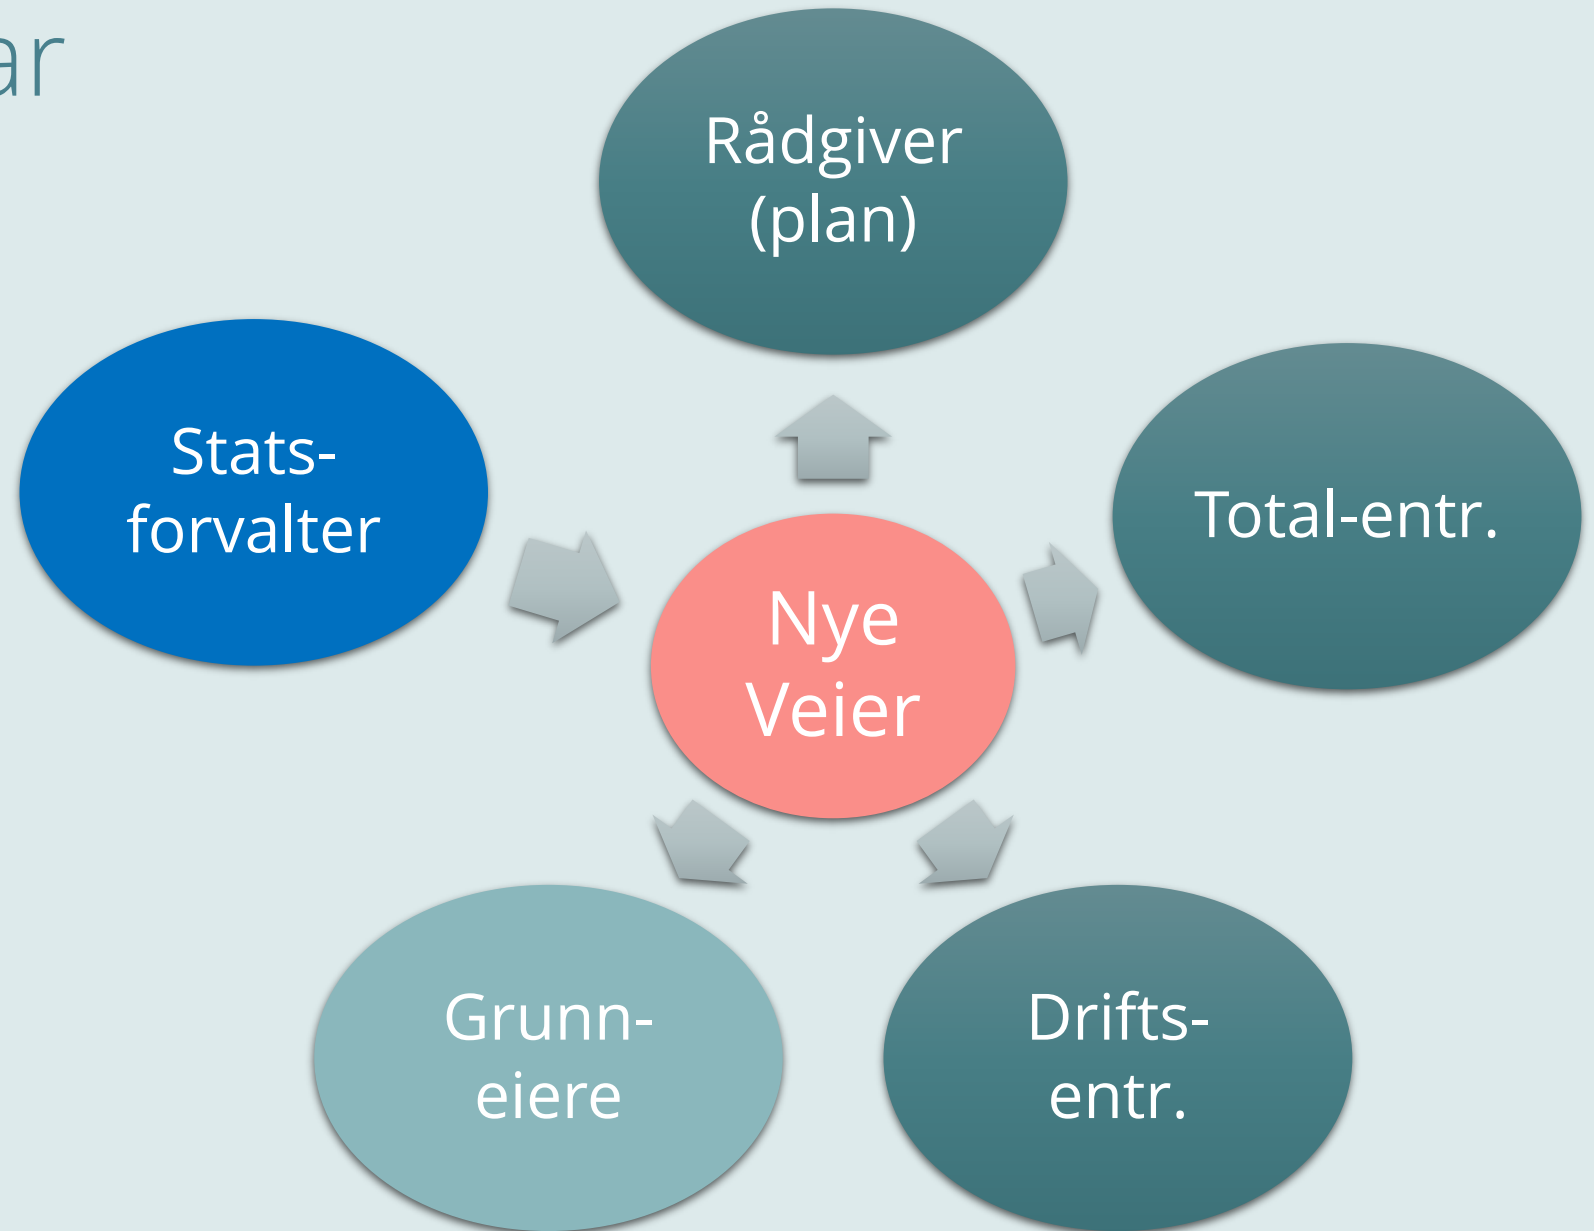 ar
Rådgiver
(plan)
Stats-
forvalter
Total-entr.
Nye
Veier
Grunn-
eiere
Drifts-
entr.